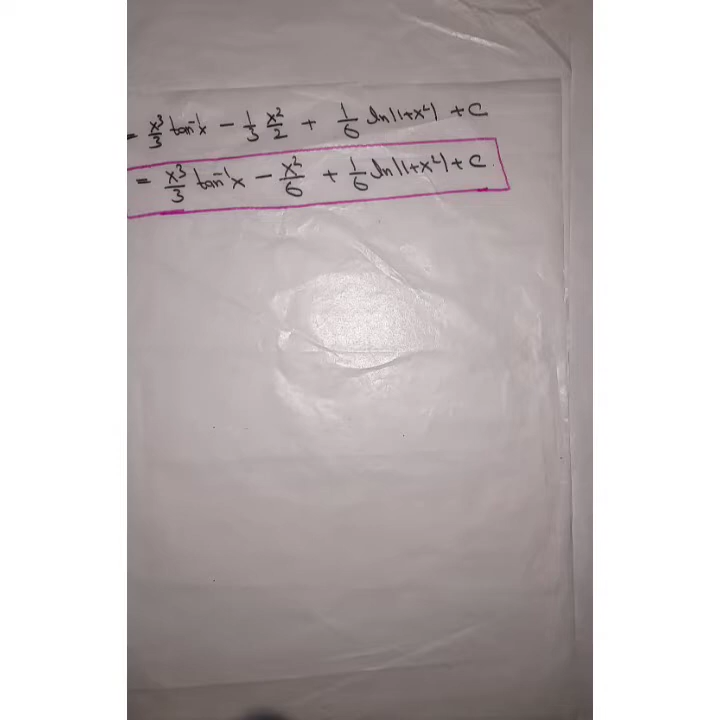 = x³/3 tan⁻¹x - 1/3 x²/2 + 1/6 ln|1+x²| + C
= x³/3 tan⁻¹x - x²/6 + 1/6 ln|1+x²| + C